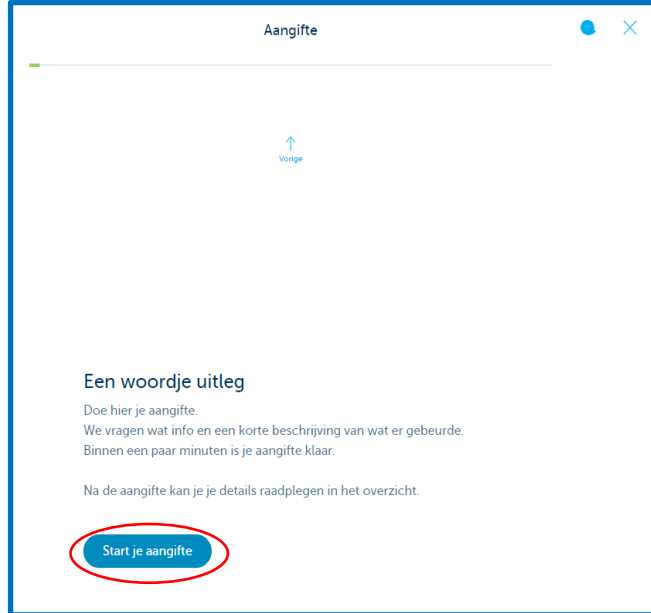 Aangifte
Vorige
Een woordje uitleg
Doe hier je aangifte.
We vragen wat info en een korte beschrijving van wat er gebeurde.
Binnen een paar minuten is je aangifte klaar.
Na de aangifte kan je je details raadplegen in het overzicht.
Start je aangifte